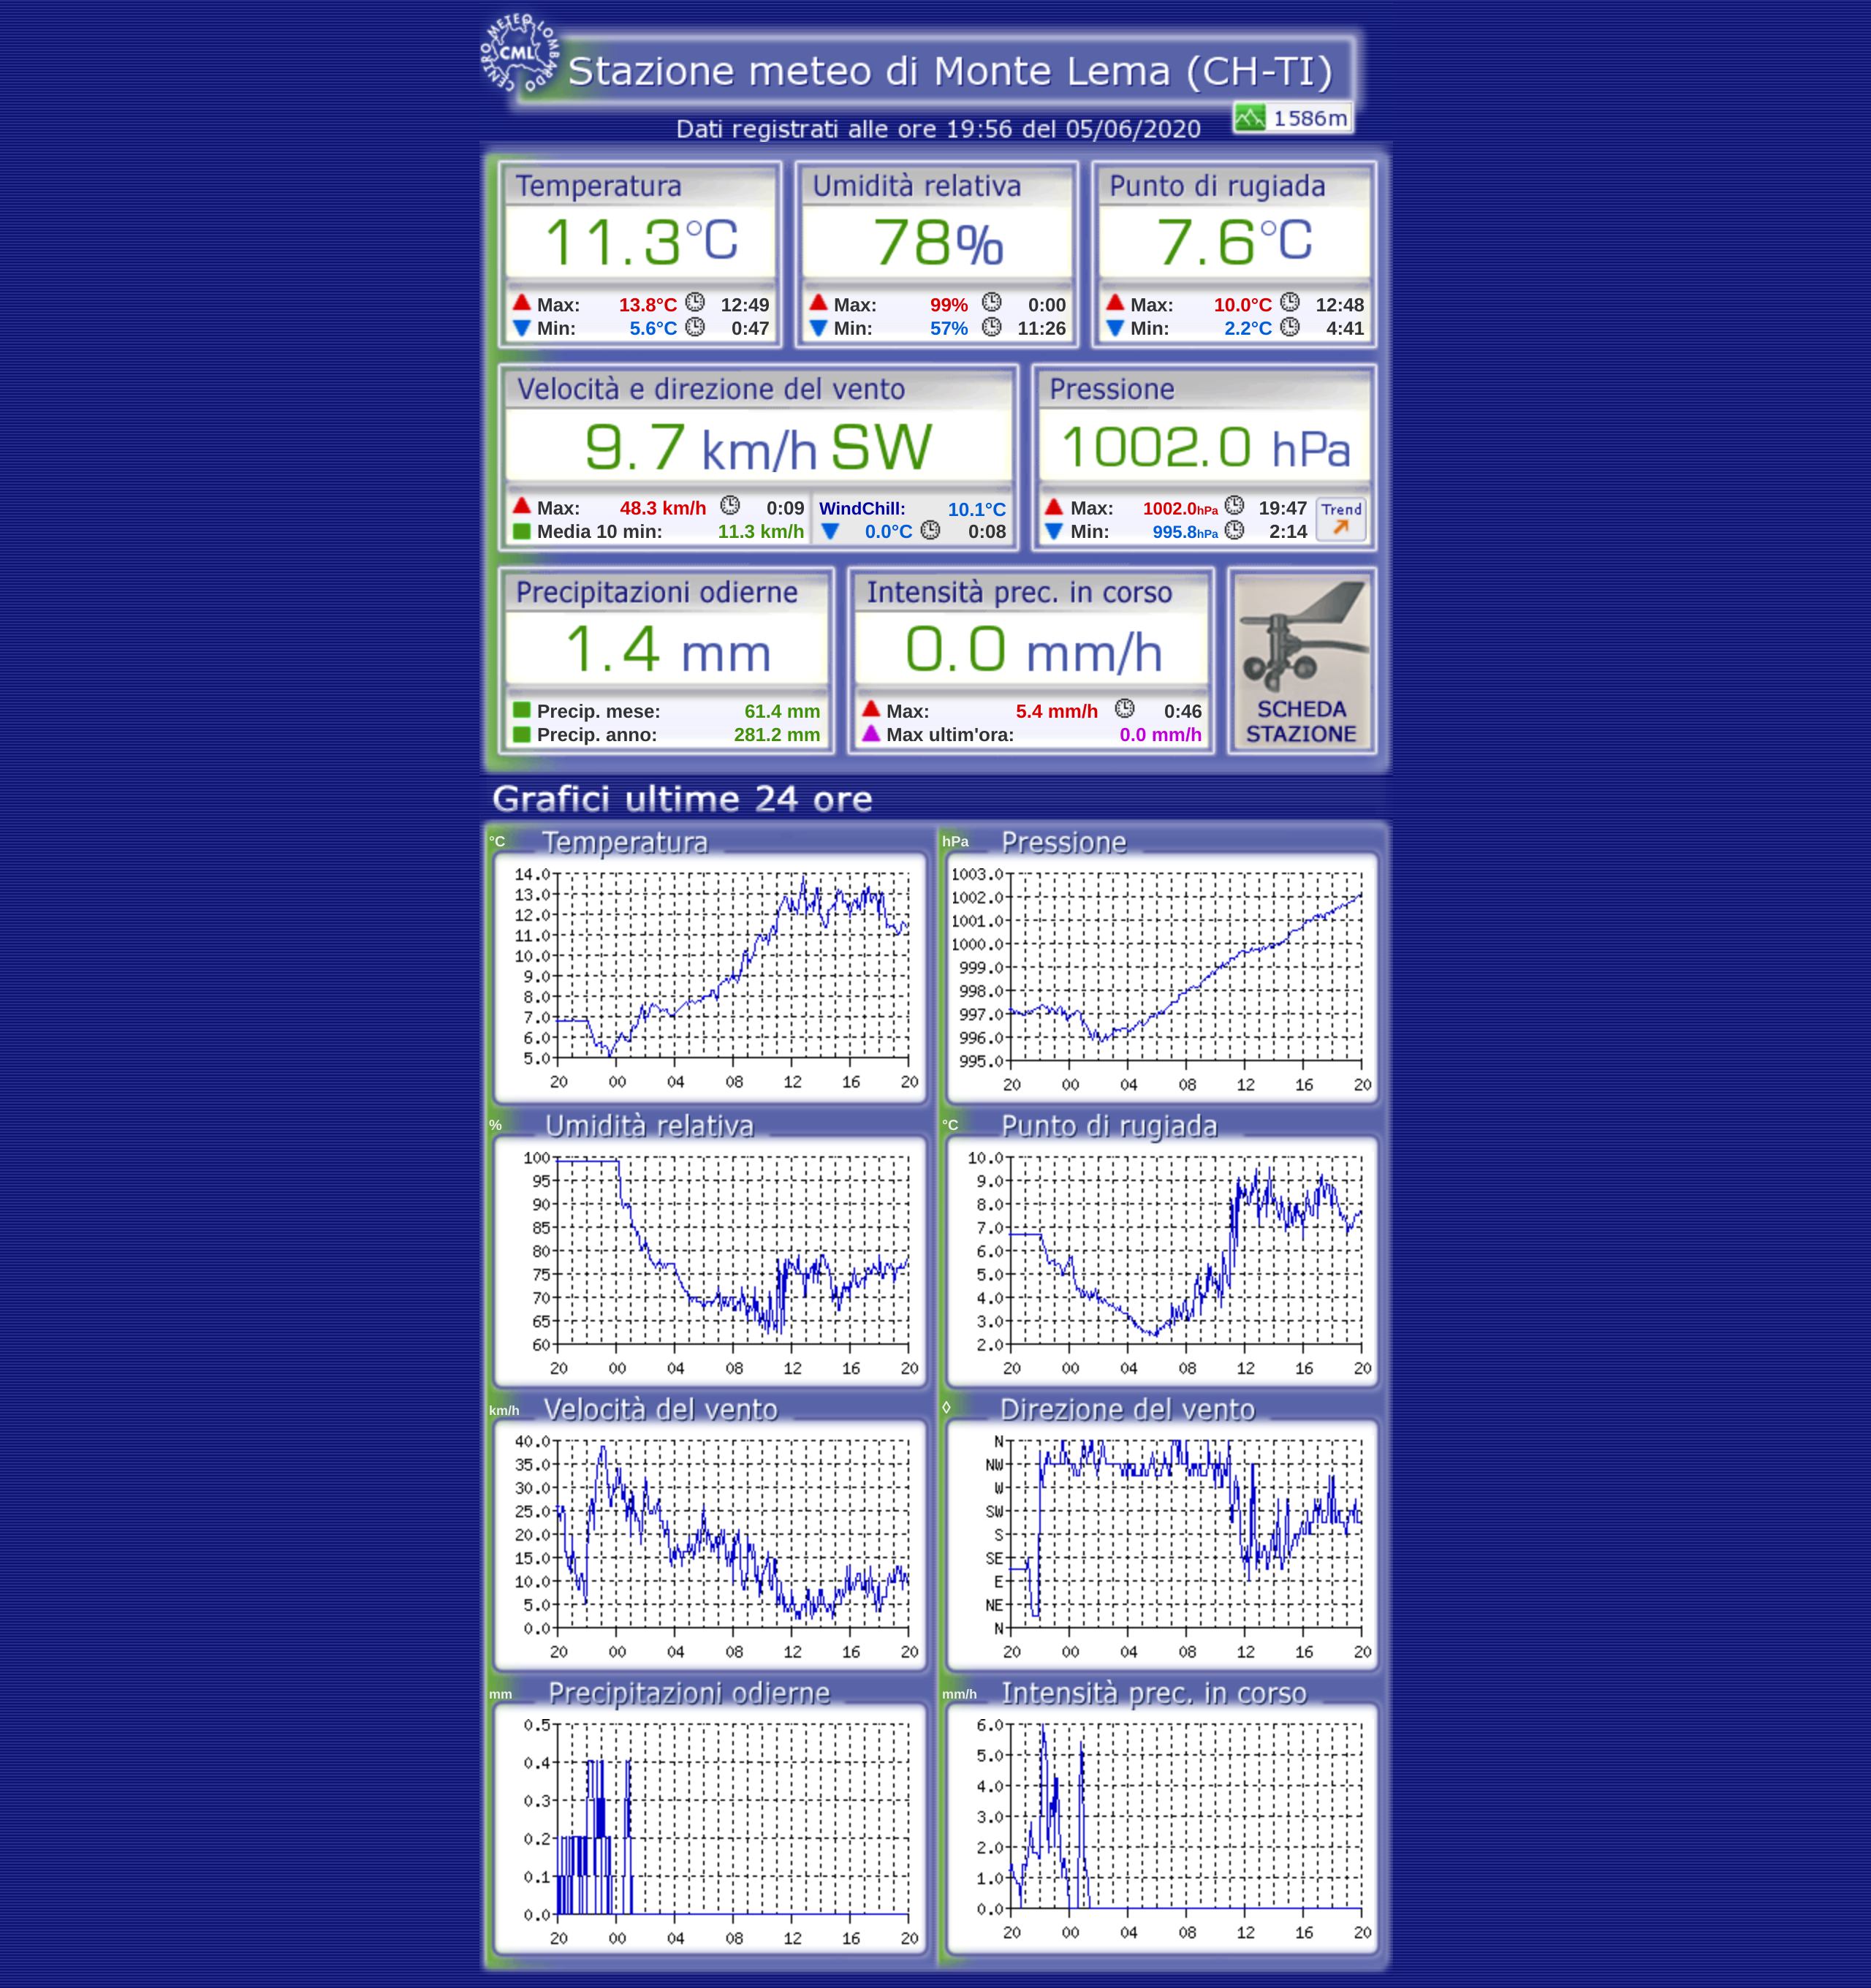 CENTRO METEO LOMBARDO
CML
Stazione meteo di Monte Lema (CH-TI)
1586m
Dati registrati alle ore 19:56 del 05/06/2020
Temperatura
11.3°C
Max: 13.8°C 12:49
Min: 5.6°C 0:47
Umidità relativa
78%
Max: 99% 0:00
Min: 57% 11:26
Punto di rugiada
7.6°C
Max: 10.0°C 12:48
Min: 2.2°C 4:41
Velocità e direzione del vento
9.7 km/h SW
Max: 48.3 km/h 0:09
Media 10 min: 11.3 km/h
WindChill: 10.1°C
0.0°C 0:08
Pressione
1002.0 hPa
Max: 1002.0hPa 19:47
Min: 995.8hPa 2:14
Trend
Precipitazioni odierne
1.4 mm
Precip. mese: 61.4 mm
Precip. anno: 281.2 mm
Intensità prec. in corso
0.0 mm/h
Max: 5.4 mm/h 0:46
Max ultim'ora: 0.0 mm/h
SCHEDA
STAZIONE
Grafici ultime 24 ore
°C Temperatura
14.0
13.0
12.0
11.0
10.0
9.0
8.0
7.0
6.0
5.0
20 00 04 08 12 16 20
hPa Pressione
1003.0
1002.0
1001.0
1000.0
999.0
998.0
997.0
996.0
995.0
20 00 04 08 12 16 20
% Umidità relativa
100
95
90
85
80
75
70
65
60
20 00 04 08 12 16 20
°C Punto di rugiada
10.0
9.0
8.0
7.0
6.0
5.0
4.0
3.0
2.0
20 00 04 08 12 16 20
km/h Velocità del vento
40.0
35.0
30.0
25.0
20.0
15.0
10.0
5.0
0.0
20 00 04 08 12 16 20
◊ Direzione del vento
N
NW
W
SW
S
SE
E
NE
N
20 00 04 08 12 16 20
mm Precipitazioni odierne
0.5
0.4
0.3
0.2
0.1
0.0
20 00 04 08 12 16 20
mm/h Intensità prec. in corso
6.0
5.0
4.0
3.0
2.0
1.0
0.0
20 00 04 08 12 16 20